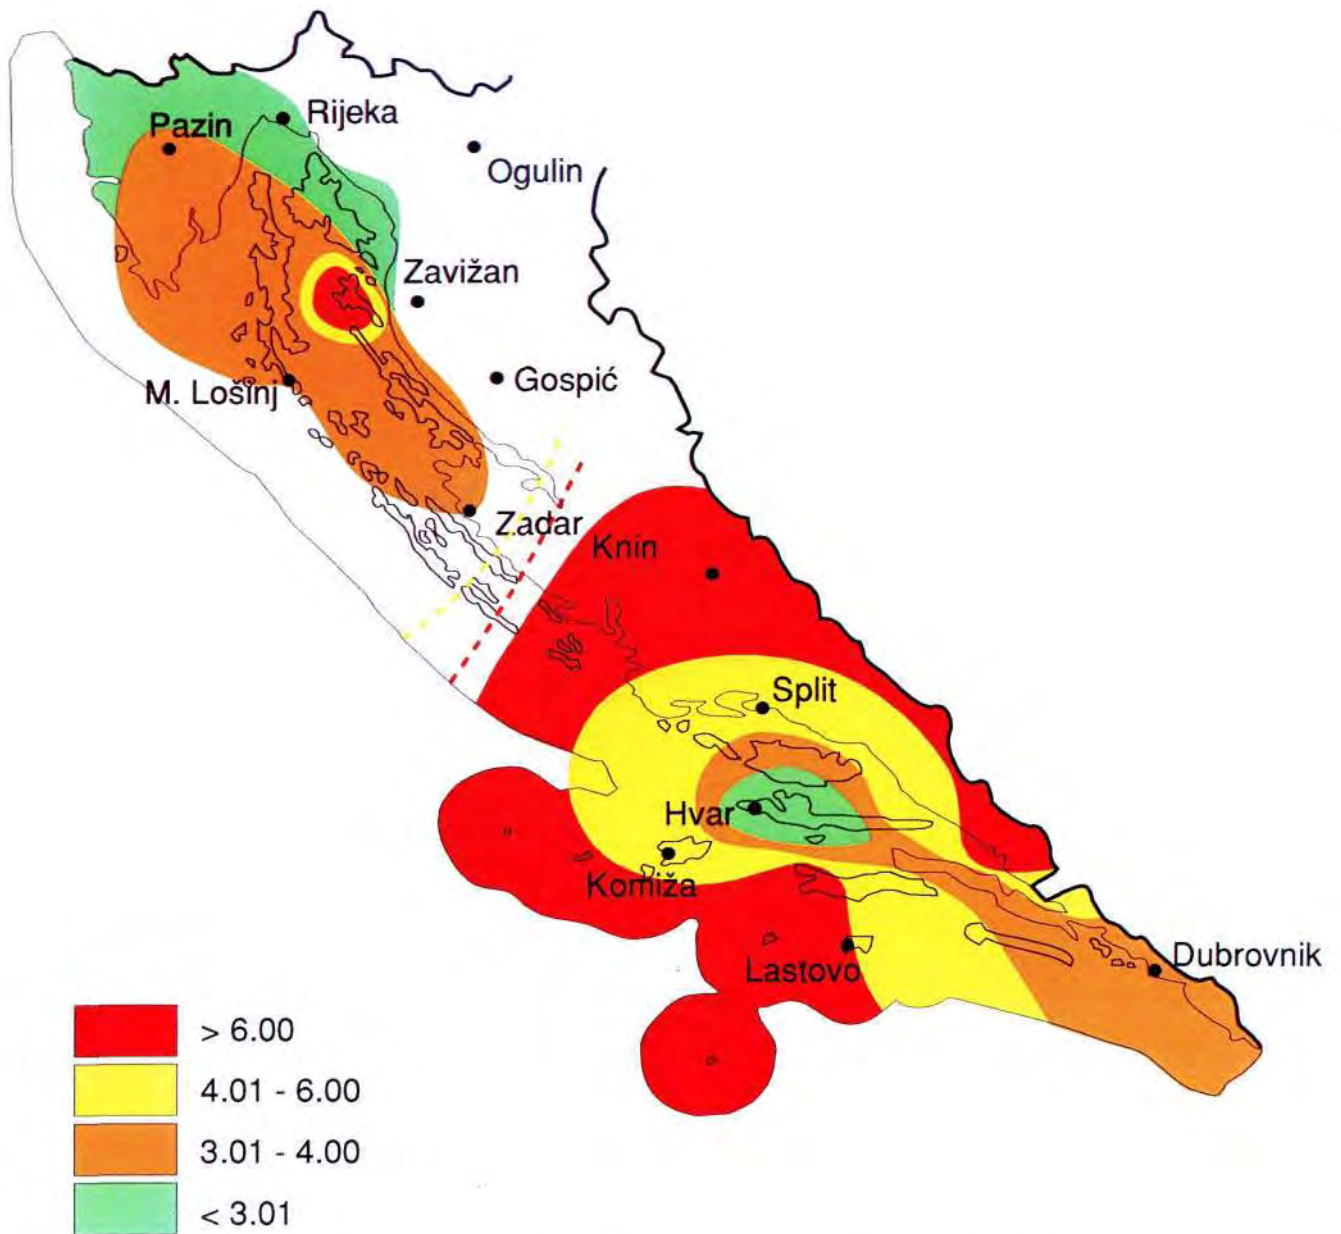 Rijeka
Pazin
Ogulin
Zavižan
M. Lošinj
Gospić
Zadar
Knin
Split
Hvar
Komiža
Lastovo
Dubrovnik
> 6.00
4.01 - 6.00
3.01 - 4.00
< 3.01